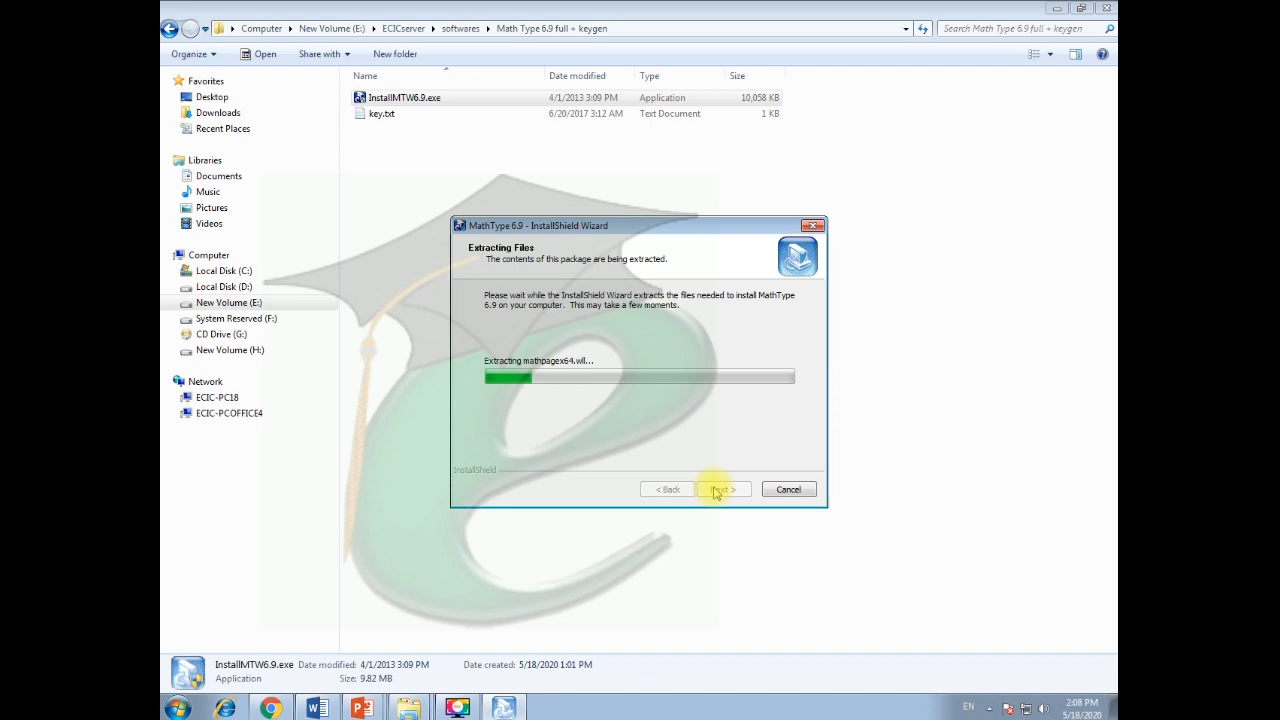 Computer New Volume (E:) ECICserver softwares Math Type 6.9 full + keygen Search Math Type 6.9 full + keygen
Organize Open Share with New folder
Name Date modified Type Size
Favorites
Desktop
Downloads
Recent Places
Libraries
Documents
Music
Pictures
Videos
Computer
Local Disk (C:)
Local Disk (D:)
New Volume (E:)
System Reserved (F:)
CD Drive (G:)
New Volume (H:)
Network
ECIC-PC18
ECIC-PCOFFICE4
InstallMTW6.9.exe 4/1/2013 3:09 PM Application 10,058 KB
key.txt 6/20/2017 3:12 AM Text Document 1 KB
MathType 6.9 - InstallShield Wizard
Extracting Files
The contents of this package are being extracted.
Please wait while the InstallShield Wizard extracts the files needed to install MathType
6.9 on your computer. This may take a few moments.
Extracting mathpagex64.wll...
InstallShield
< Back Next > Cancel
InstallMTW6.9.exe Date modified: 4/1/2013 3:09 PM Date created: 5/18/2020 1:01 PM
Application Size: 9.82 MB
EN 2:08 PM
5/18/2020